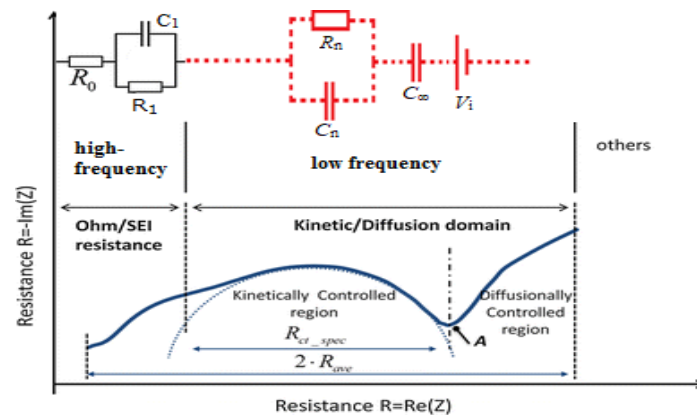 C1
R0
R1
Rn
Cn
C∞
Vi
high-
frequency
low frequency
others
Ohm/SEI
resistance
Kinetic/Diffusion domain
Kinetically Controlled
region
Diffusionally
Controlled
region
A
Rct_spec
2·Rave
Resistance R=-Im(Z)
Resistance R=Re(Z)